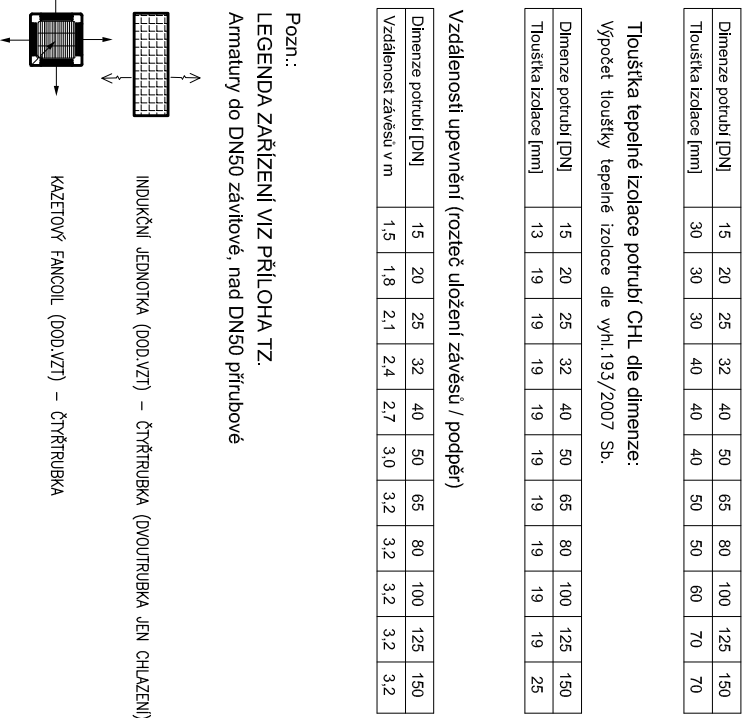 Dimenze potrubí [DN] 15 20 25 32 40 50 65 80 100 125 150
Tloušťka izolace [mm] 30 30 30 40 40 40 50 50 60 70 70
Tloušťka tepelné izolace potrubí CHL dle dimenze:
Výpočet tloušťky tepelné izolace dle vyhl.193/2007 Sb.
Dimenze potrubí [DN] 15 20 25 32 40 50 65 80 100 125 150
Tloušťka izolace [mm] 13 19 19 19 19 19 19 19 19 19 25
Vzdálenosti upevnění (rozteč uložení závěsů / podpěr)
Dimenze potrubí [DN] 15 20 25 32 40 50 65 80 100 125 150
Vzdálenost závěsů v m 1,5 1,8 2,1 2,4 2,7 3,0 3,2 3,2 3,2 3,2 3,2
Pozn.:
LEGENDA ZAŘÍZENÍ VIZ PŘÍLOHA TZ.
Armatury do DN50 závitové, nad DN50 přírubové
INDUKČNÍ JEDNOTKA (DOD.VZT) – ČTYŘTRUBKA (DVOUTRUBKA JEN CHLAZENÍ)
KAZETOVÝ FANCOIL (DOD.VZT) – ČTYŘTRUBKA